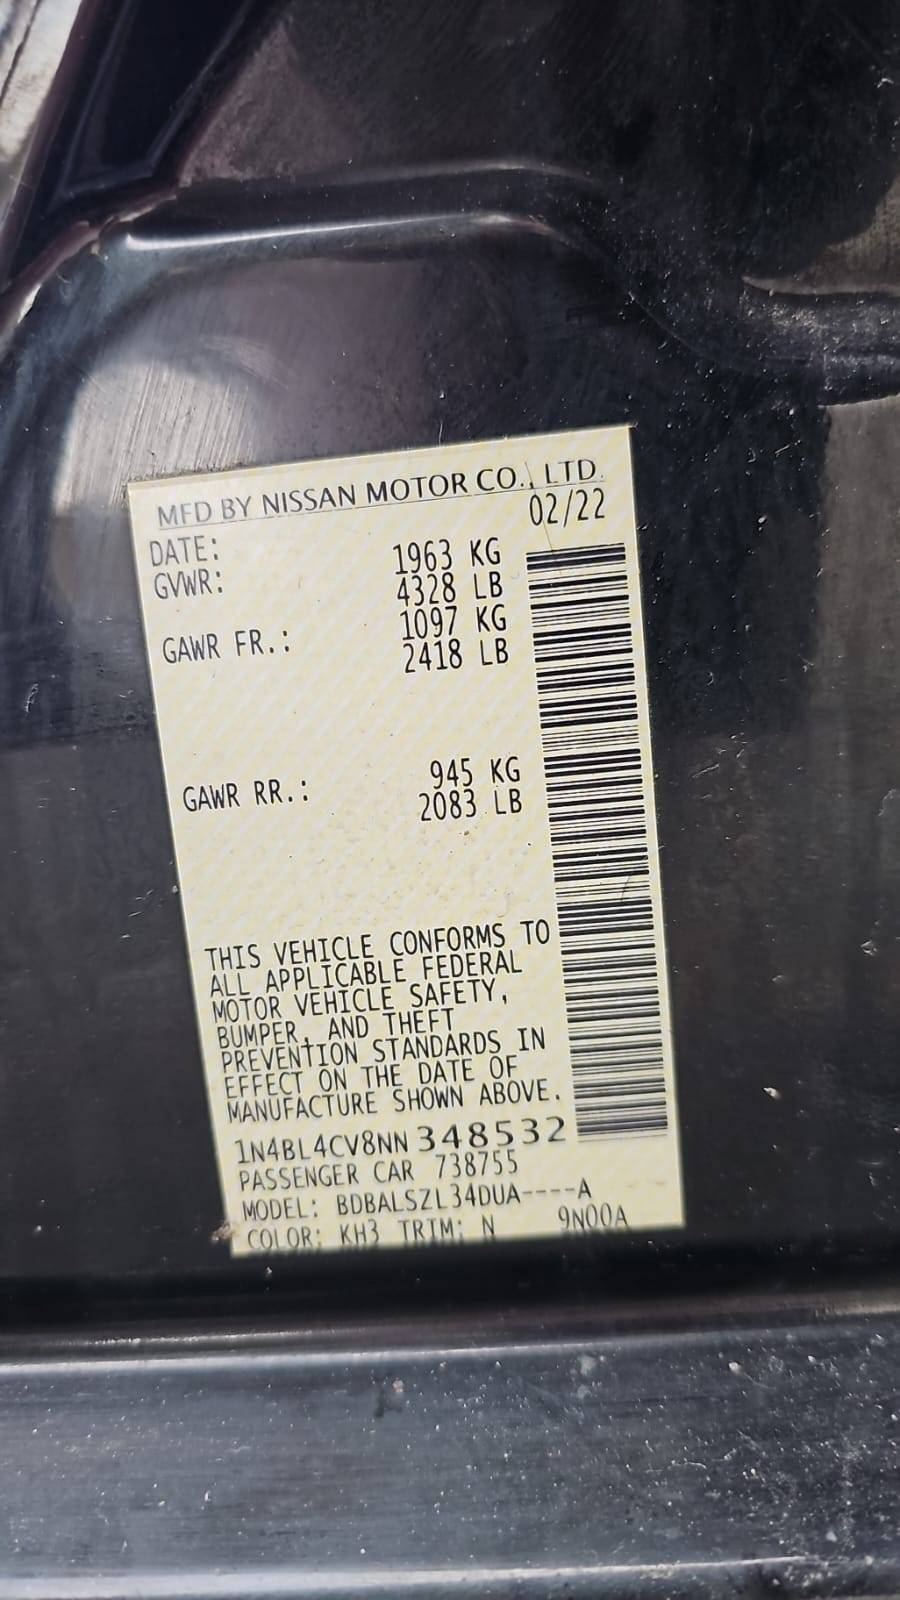 MFD BY NISSAN MOTOR CO., LTD.
DATE: 02/22
GVWR: 1963 KG
4328 LB
GAWR FR.: 1097 KG
2418 LB
GAWR RR.: 945 KG
2083 LB
THIS VEHICLE CONFORMS TO
ALL APPLICABLE FEDERAL
MOTOR VEHICLE SAFETY,
BUMPER, AND THEFT
PREVENTION STANDARDS IN
EFFECT ON THE DATE OF
MANUFACTURE SHOWN ABOVE.
1N4BL4CV8NN348532
PASSENGER CAR 738755
MODEL: BDBALSZL34DUA----A
COLOR: KH3 TRIM: N 9N00A